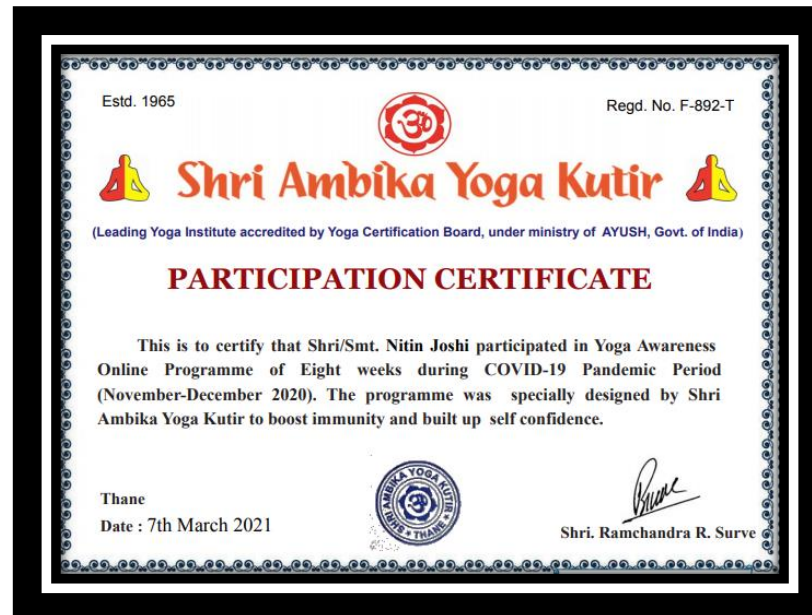 Estd. 1965
Regd. No. F-892-T
ॐ
Shri Ambika Yoga Kutir
(Leading Yoga Institute accredited by Yoga Certification Board, under ministry of AYUSH, Govt. of India)
PARTICIPATION CERTIFICATE
This is to certify that Shri/Smt. Nitin Joshi participated in Yoga Awareness
Online Programme of Eight weeks during COVID-19 Pandemic Period
(November-December 2020). The programme was specially designed by Shri
Ambika Yoga Kutir to boost immunity and built up self confidence.
SHRI AMBIKA YOGA KUTIR
THANE
Thane
Date : 7th March 2021
Shri. Ramchandra R. Surve